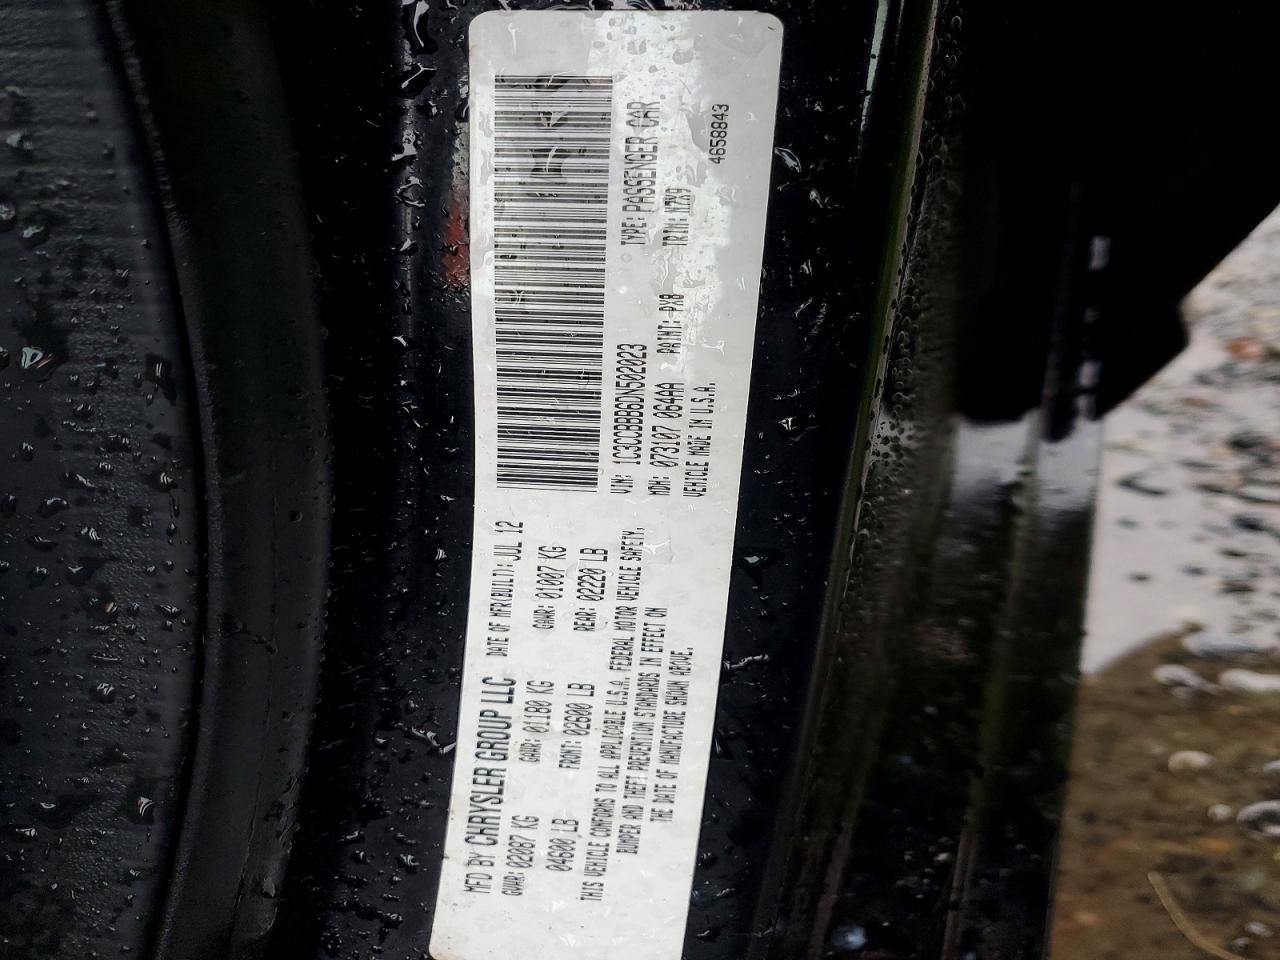 MFD BY CHRYSLER GROUP LLC DATE OF MFR(BUILT): JUL 12
GVWR: 02087 KG GAWR: 01180 KG GAWR: 01007 KG
04600 LB FRNT: 02600 LB REAR: 02220 LB
THIS VEHICLE CONFORMS TO ALL APPLICABLE U.S.A. FEDERAL MOTOR VEHICLE SAFETY,
BUMPER AND THEFT PREVENTION STANDARDS IN EFFECT ON
THE DATE OF MANUFACTURE SHOWN ABOVE.
VIN: 1C3CCBBB6DN502023 TYPE: PASSENGER CAR
MDH: 073107 064AA PAINT: PX8 TRIM:
VEHICLE MADE IN U.S.A.
4658843